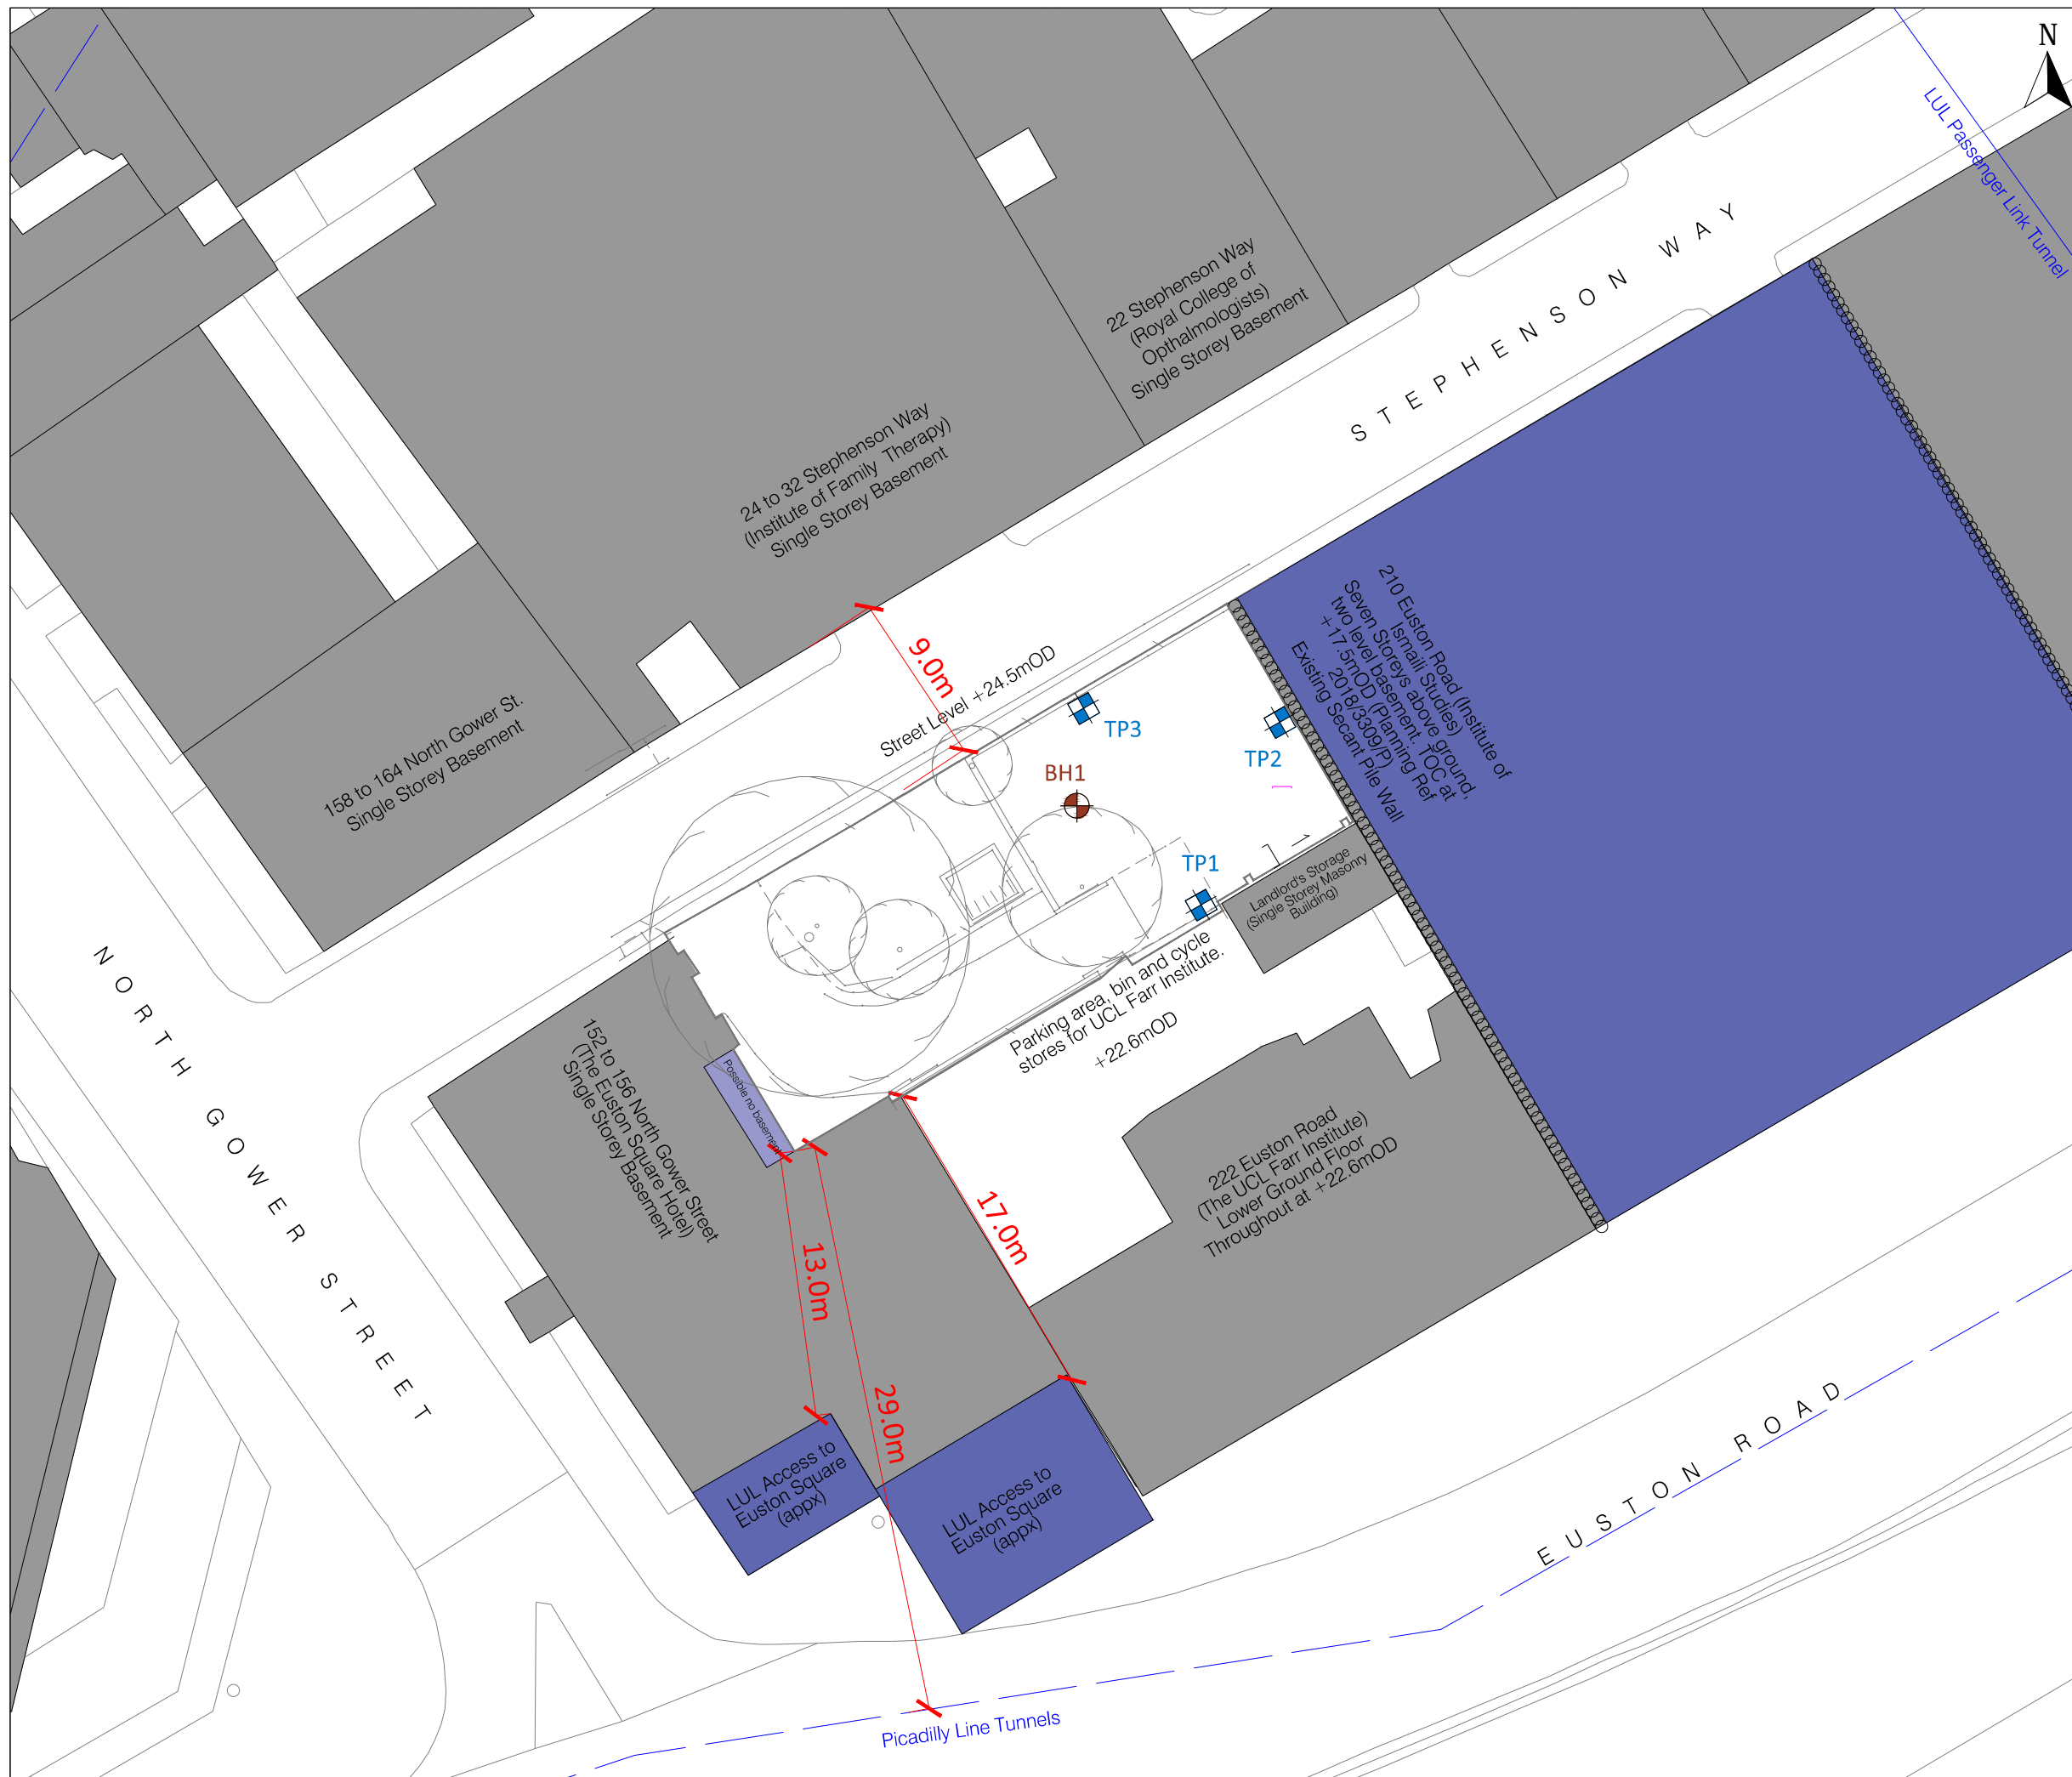 N
LUL Passenger Link Tunnel
STEPHENSON WAY
22 Stephenson Way
(Royal College of
Opthalmologists)
Single Storey Basement
24 to 32 Stephenson Way
(Institute of Family Therapy)
Single Storey Basement
158 to 164 North Gower St.
Single Storey Basement
9.0m
Street Level +24.5mOD
210 Euston Road (Institute of
Ismaili Studies)
Seven Storeys above ground,
two level basement. TOC at
+17.5mOD (Planning Ref
2018/3309/P)
Existing Secant Pile Wall
TP3
TP2
BH1
TP1
Landlord's Storage
(Single Storey Masonry
Building)
Parking area, bin and cycle
stores for UCL Farr Institute.
+22.6mOD
NORTH GOWER STREET
152 to 156 North Gower Street
(The Euston Square Hotel)
Single Storey Basement
Possible no basement
222 Euston Road
(The UCL Farr Institute)
Lower Ground Floor
Throughout at +22.6mOD
17.0m
13.0m
29.0m
LUL Access to
Euston Square
(appx)
LUL Access to
Euston Square
(appx)
EUSTON ROAD
Picadilly Line Tunnels